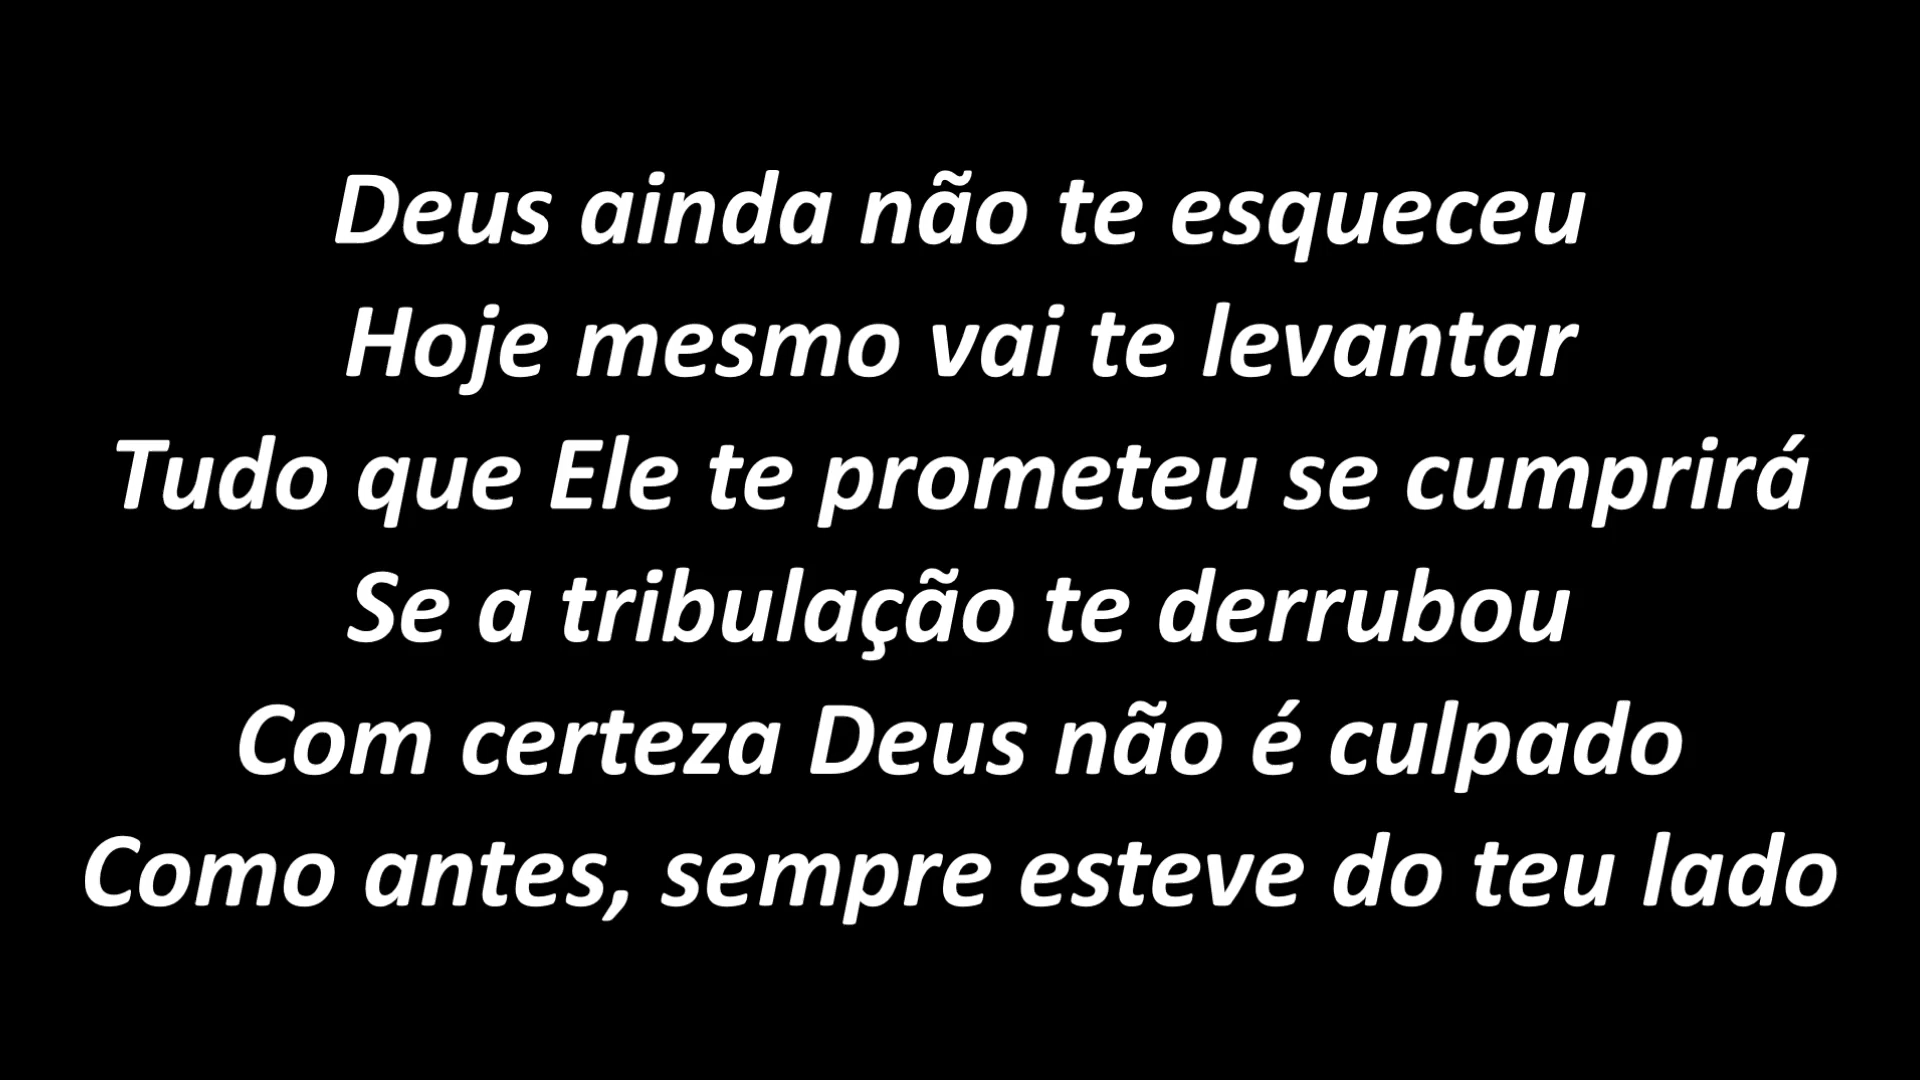 Deus ainda não te esqueceu
Hoje mesmo vai te levantar
Tudo que Ele te prometeu se cumprirá
Se a tribulação te derrubou
Com certeza Deus não é culpado
Como antes, sempre esteve do teu lado